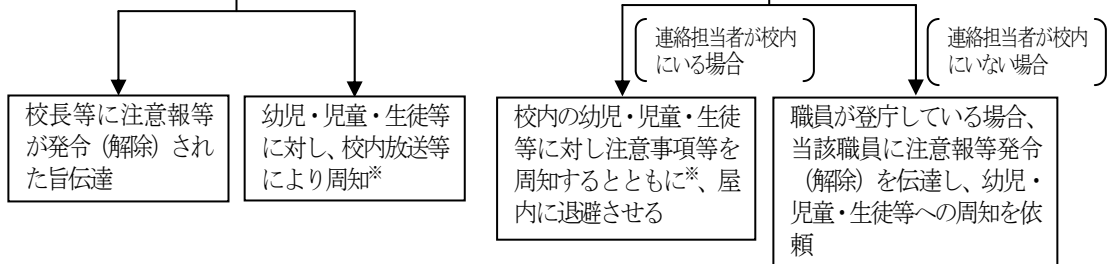 連絡担当者が校内
にいる場合
連絡担当者が校内
にいない場合
校長等に注意報等
が発令（解除）され
た旨伝達
幼児・児童・生徒等
に対し、校内放送等
により周知※
校内の幼児・児童・生徒
等に対し注意事項等を
周知するとともに※、屋
内に退避させる
職員が登庁している場合、
当該職員に注意報等発令
（解除）を伝達し、幼児・
児童・生徒等への周知を依
頼